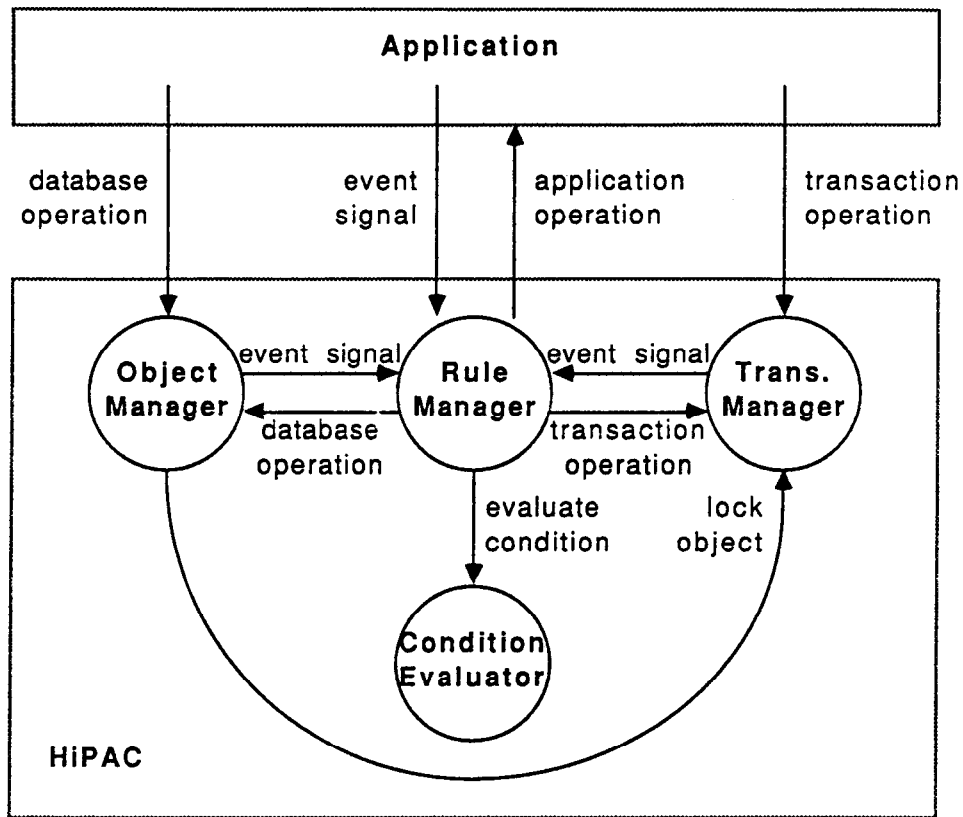 Application
database
operation
event
signal
application
operation
transaction
operation
Object
Manager
event signal
Rule
Manager
event signal
Trans.
Manager
database
operation
transaction
operation
evaluate
condition
lock
object
Condition
Evaluator
HiPAC